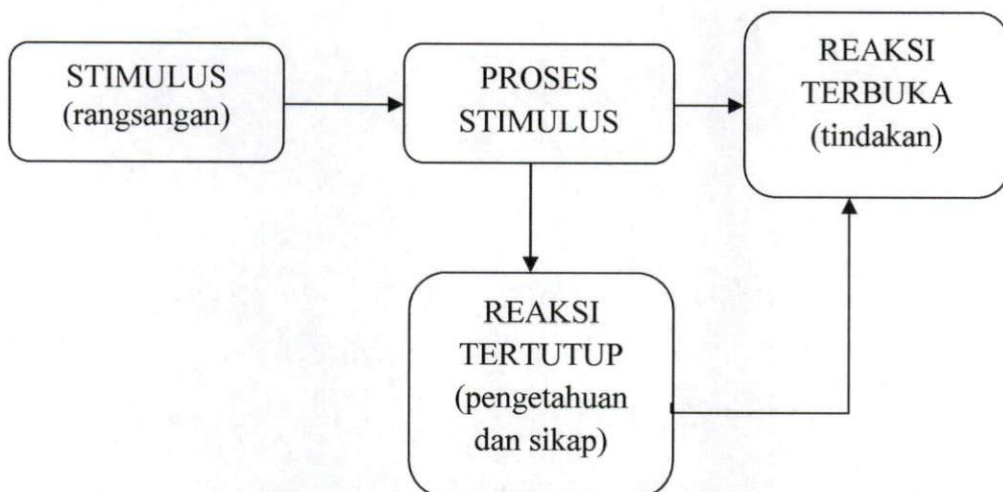 STIMULUS
(rangsangan)
PROSES
STIMULUS
REAKSI
TERBUKA
(tindakan)
REAKSI
TERTUTUP
(pengetahuan
dan sikap)